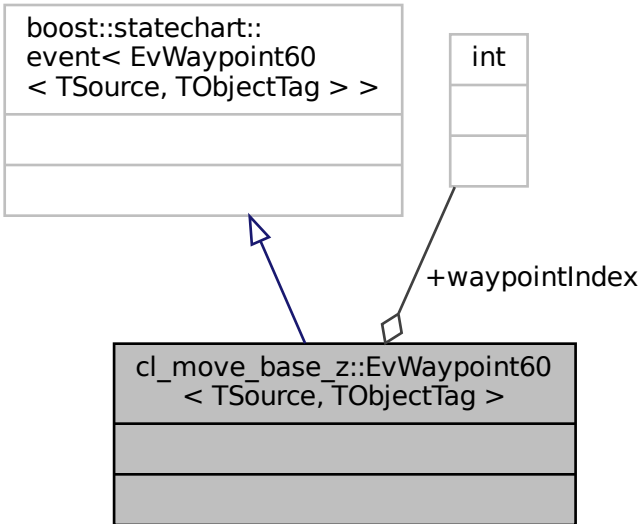 boost::statechart::
event< EvWaypoint60
< TSource, TObjectTag > >
int
+waypointIndex
cl_move_base_z::EvWaypoint60
< TSource, TObjectTag >